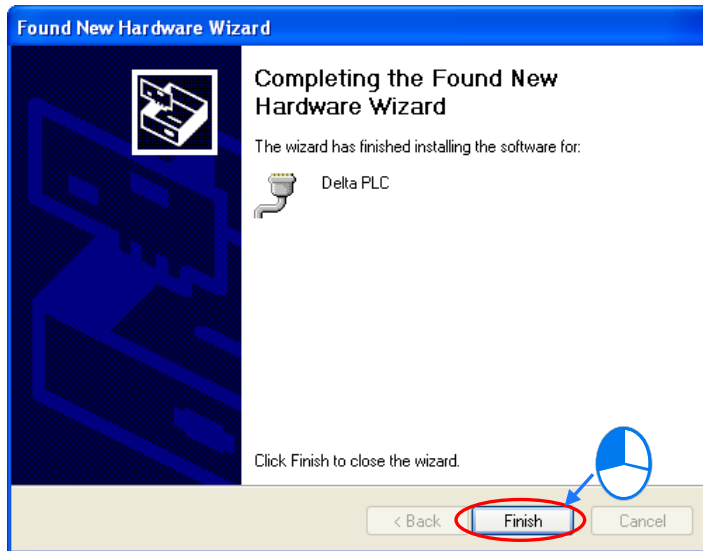 Found New Hardware Wizard
Completing the Found New
Hardware Wizard
The wizard has finished installing the software for:
Delta PLC
Click Finish to close the wizard.
< Back
Finish
Cancel